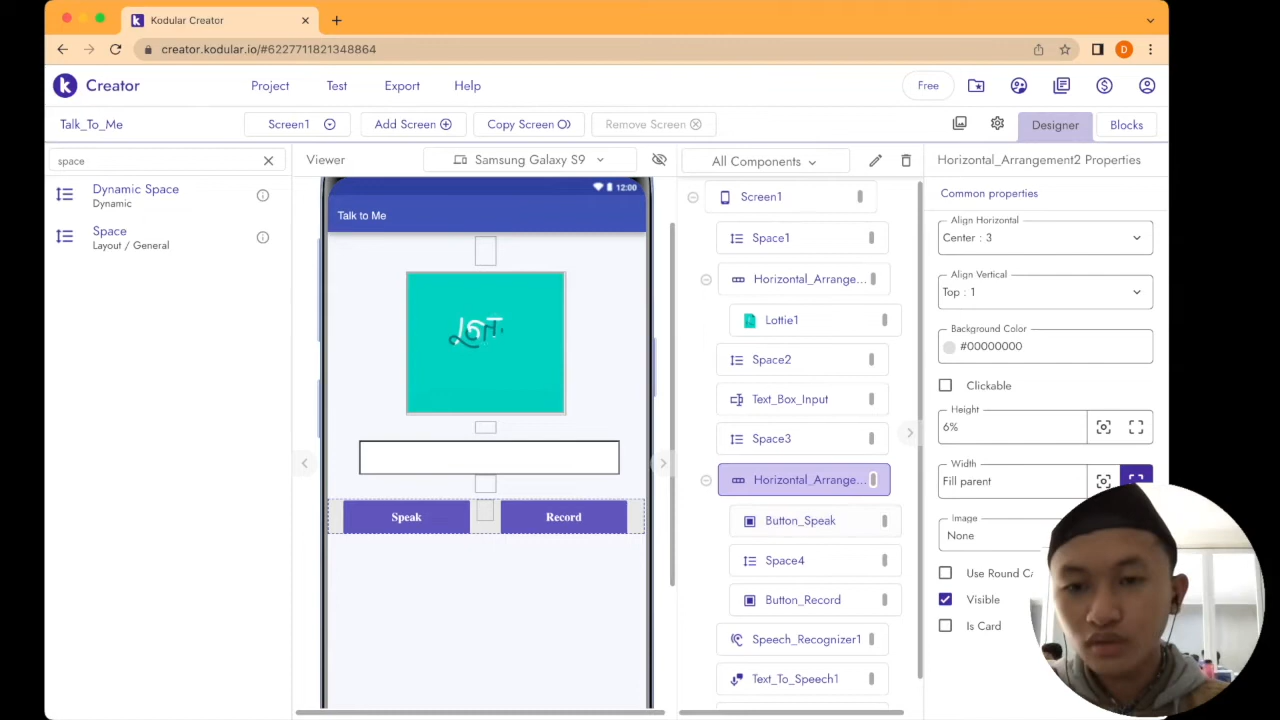 Kodular Creator
creator.kodular.io/#6227711821348864
D
k Creator
Project
Test
Export
Help
Free
Talk_To_Me
Screen1
Add Screen
Copy Screen
Remove Screen
Designer
Blocks
space
Viewer
Samsung Galaxy S9
All Components
Horizontal_Arrangement2 Properties
Dynamic Space
Dynamic
Space
Layout / General
12:00
Talk to Me
Speak
Record
Screen1
Space1
Horizontal_Arrange...
Lottie1
Space2
Text_Box_Input
Space3
Horizontal_Arrange...
Button_Speak
Space4
Button_Record
Speech_Recognizer1
Text_To_Speech1
Common properties
Align Horizontal
Center : 3
Align Vertical
Top : 1
Background Color
#00000000
Clickable
Height
6%
Width
Fill parent
Image
None
Use Round Ca
Visible
Is Card